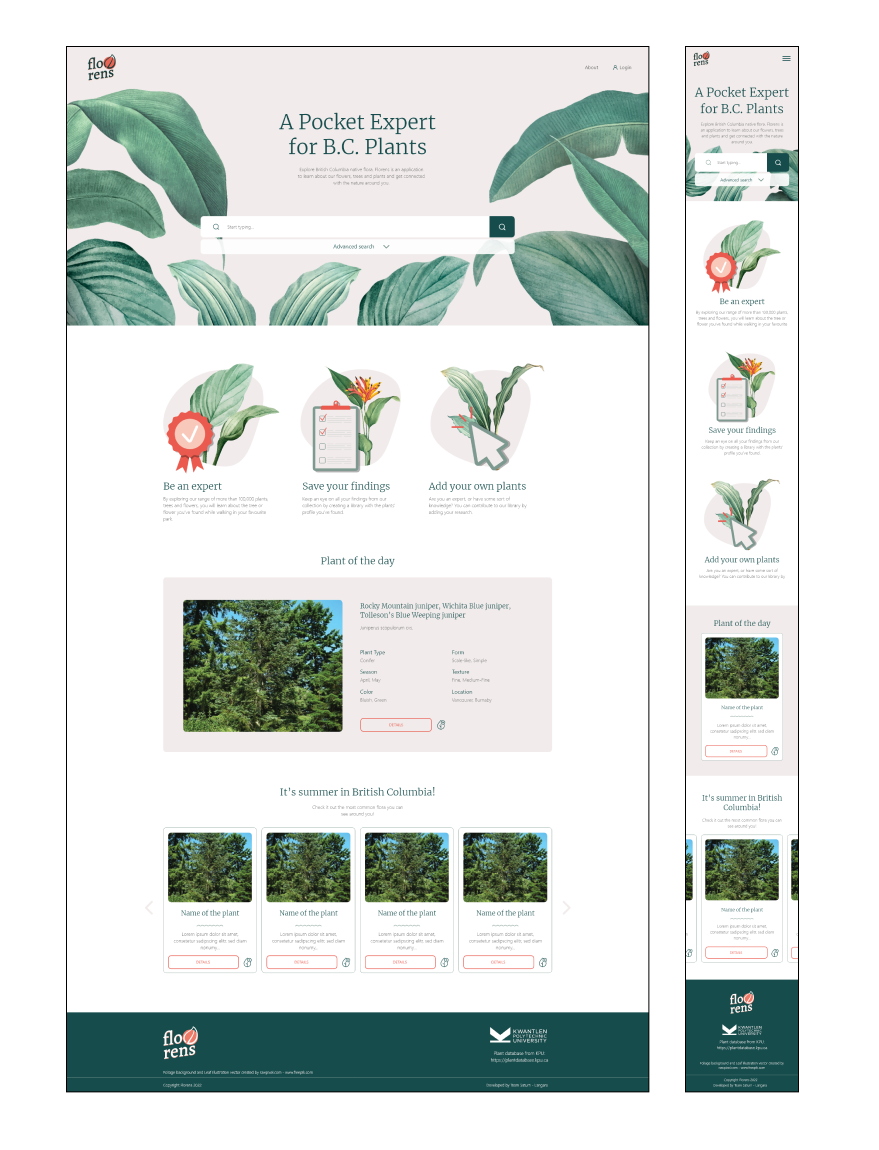 flo
rens
About
Login
A Pocket Expert
for B.C. Plants
Explore British Columbia native flora. Florens is an application
to learn about our flowers, trees and plants and get connected
with the nature around you.
Start typing...
Advanced search
Be an expert
By exploring our range of more than 100.000 plants,
trees and flowers, you will learn about the tree or
flower you've found while walking in your favourite
park.
Save your findings
Keep an eye on all your findings from our
collection by creating a library with the plants
profile you've found.
Add your own plants
Are you an expert, or have some sort of
knowledge? You can contribute to our library by
adding your research.
Plant of the day
Rocky Mountain juniper, Wichita Blue juniper,
Tolleson's Blue Weeping juniper
Juniperus scopulorum cvs.
Plant Type
Conifer
Form
Scale-like, Simple
Season
April, May
Texture
Fine, Medium-Fine
Color
Bluish, Green
Location
Vancouver, Burnaby
DETAILS
It's summer in British Columbia!
Check it out the most common flora you can
see around you!
Name of the plant
Lorem ipsum dolor sit amet,
consetetur sadipscing elitr, sed diam
nonumy..
DETAILS
Name of the plant
Lorem ipsum dolor sit amet,
consetetur sadipscing elitr, sed diam
nonumy..
DETAILS
Name of the plant
Lorem ipsum dolor sit amet,
consetetur sadipscing elitr, sed diam
nonumy..
DETAILS
Name of the plant
Lorem ipsum dolor sit amet,
consetetur sadipscing elitr, sed diam
nonumy..
DETAILS
flo
rens
KWANTLEN
POLYTECHNIC
UNIVERSITY
Plant database from KPU:
https://plantdatabase.kpu.ca
Foliage background and Leaf illustration vector created by
Copyright Florens 2022
Developed by Team Saturn - Langara
flo
rens
A Pocket Expert
for B.C. Plants
Explore British Columbia native flora. Florens is
an application to learn about our flowers, trees
and plants and get connected with the nature
around you.
Start typing...
Advanced search
Be an expert
By exploring our range of more than 100.000 plants,
trees and flowers, you will learn about the tree or
flower you've found while walking in your favourite
Save your findings
Keep an eye on all your findings from our
collection by creating a library with the plants
profile you've found.
Add your own plants
Are you an expert, or have some sort of
knowledge? You can contribute to our library by
Plant of the day
Name of the plant
Lorem ipsum dolor sit amet,
consetetur sadipscing elitr, sed diam
nonumy..
DETAILS
It's summer in British
Columbia!
Check it out the most common flora you can
see around you!
Name of the plant
Lorem ipsum dolor sit amet,
consetetur sadipscing elitr, sed diam
nonumy..
DETAILS
flo
rens
KWANTLEN
POLYTECHNIC
UNIVERSITY
Plant database from KPU:
https://plantdatabase.kpu.ca
Foliage background and Leaf illustration vector created by
Copyright Florens 2022
Developed by Team Saturn - Langara